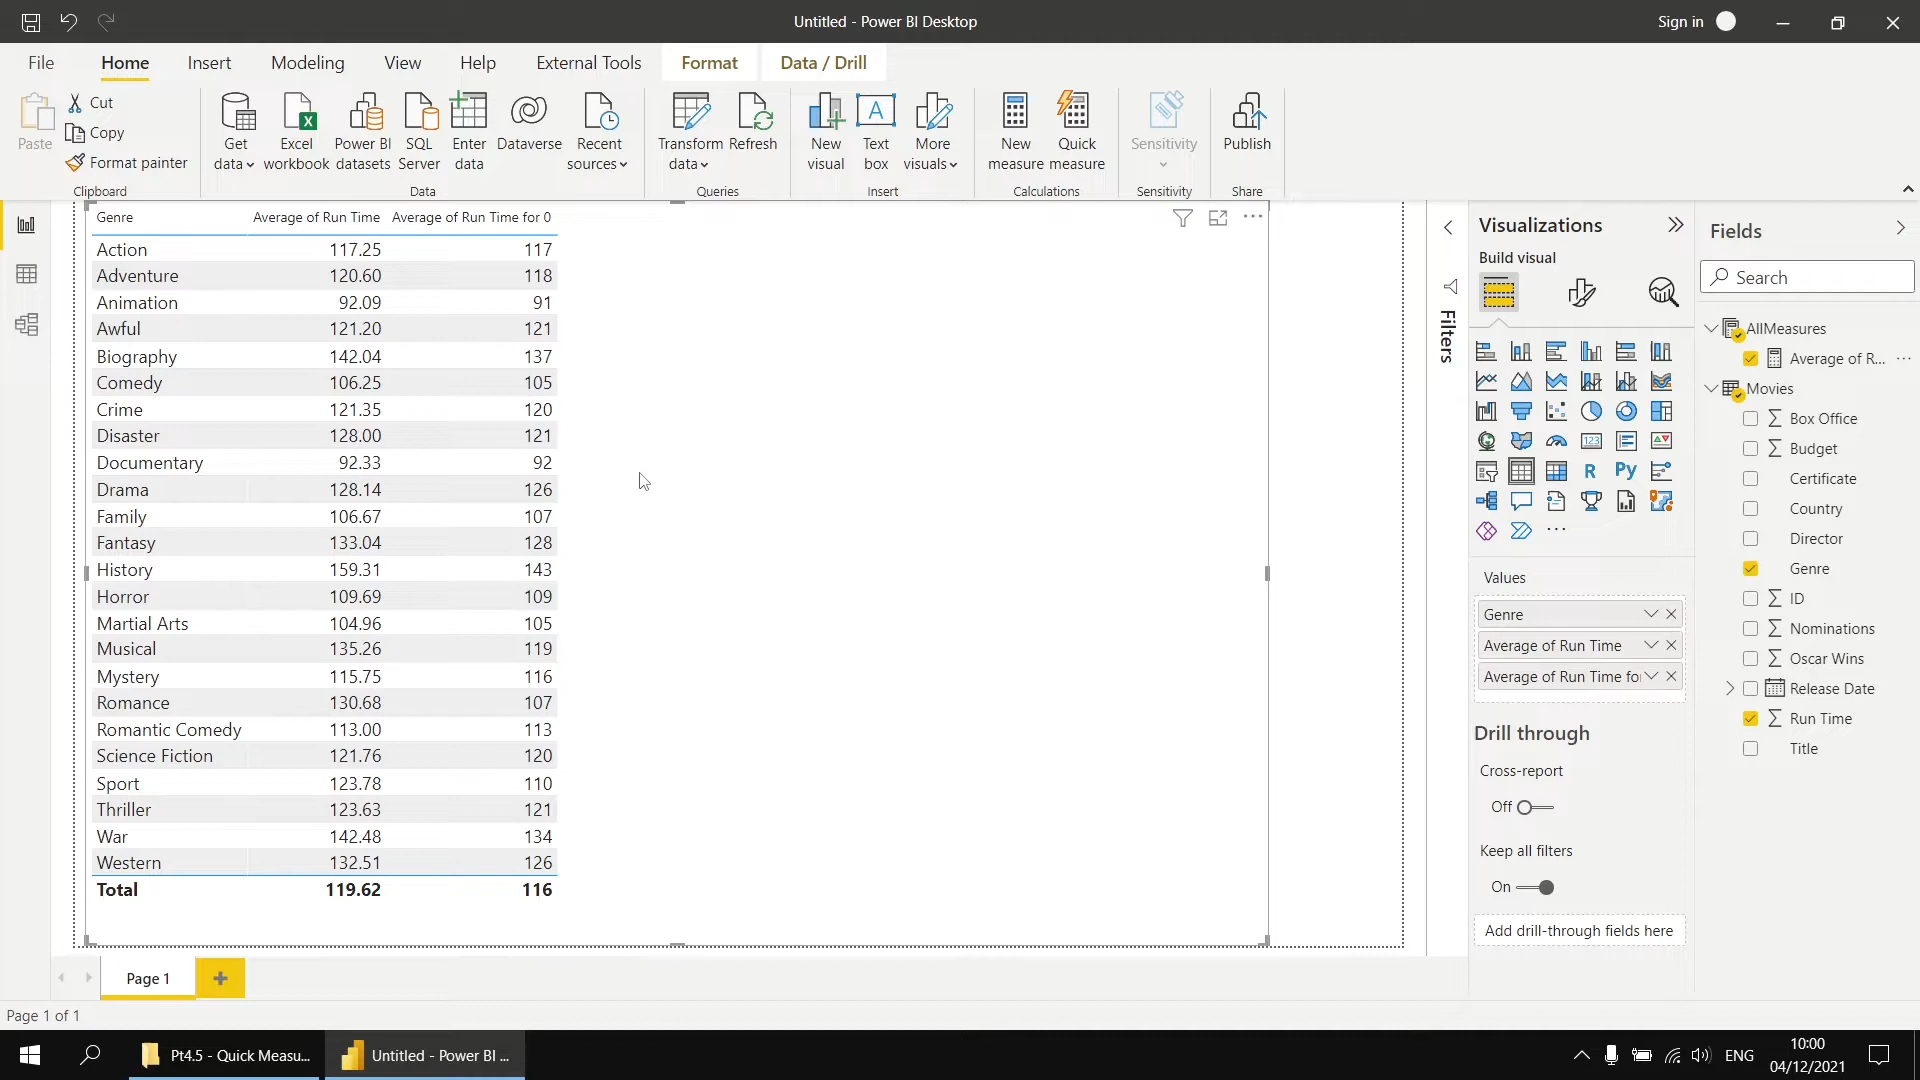 Untitled - Power BI Desktop
Sign in
File Home Insert Modeling View Help External Tools Format Data / Drill
Paste
Cut
Copy
Format painter
Clipboard
Get data
Excel workbook
Power BI datasets
SQL Server
Enter data
Dataverse
Recent sources
Data
Transform data
Refresh
Queries
New visual
Text box
More visuals
Insert
New measure
Quick measure
Calculations
Sensitivity
Sensitivity
Publish
Share
Genre Average of Run Time Average of Run Time for 0
Action 117.25 117
Adventure 120.60 118
Animation 92.09 91
Awful 121.20 121
Biography 142.04 137
Comedy 106.25 105
Crime 121.35 120
Disaster 128.00 121
Documentary 92.33 92
Drama 128.14 126
Family 106.67 107
Fantasy 133.04 128
History 159.31 143
Horror 109.69 109
Martial Arts 104.96 105
Musical 135.26 119
Mystery 115.75 116
Romance 130.68 107
Romantic Comedy 113.00 113
Science Fiction 121.76 120
Sport 123.78 110
Thriller 123.63 121
War 142.48 134
Western 132.51 126
Total 119.62 116
Filters
Visualizations
Build visual
123
R
Py
Values
Genre
Average of Run Time
Average of Run Time fo
Drill through
Cross-report
Off
Keep all filters
On
Add drill-through fields here
Fields
Search
AllMeasures
Average of R...
Movies
Box Office
Budget
Certificate
Country
Director
Genre
ID
Nominations
Oscar Wins
Release Date
Run Time
Title
Page 1
Page 1 of 1
Pt4.5 - Quick Measu...
Untitled - Power BI ...
ENG
10:00
04/12/2021